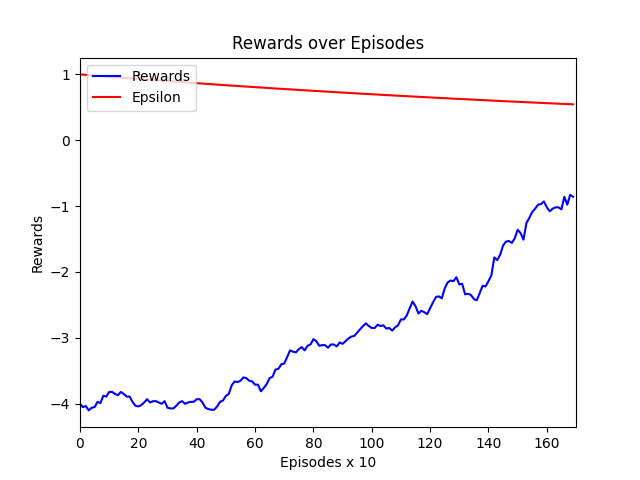 Rewards over Episodes
Rewards
Epsilon
1
0
−1
−2
−3
−4
Rewards
0 20 40 60 80 100 120 140 160
Episodes x 10